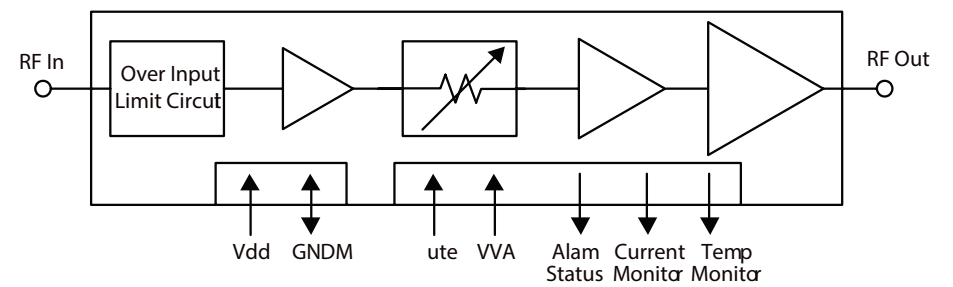 RF In
RF Out
Over Input
Limit Circut
Vdd
GNDM
ute
VVA
Alam
Status
Current
Monitor
Temp
Monitor